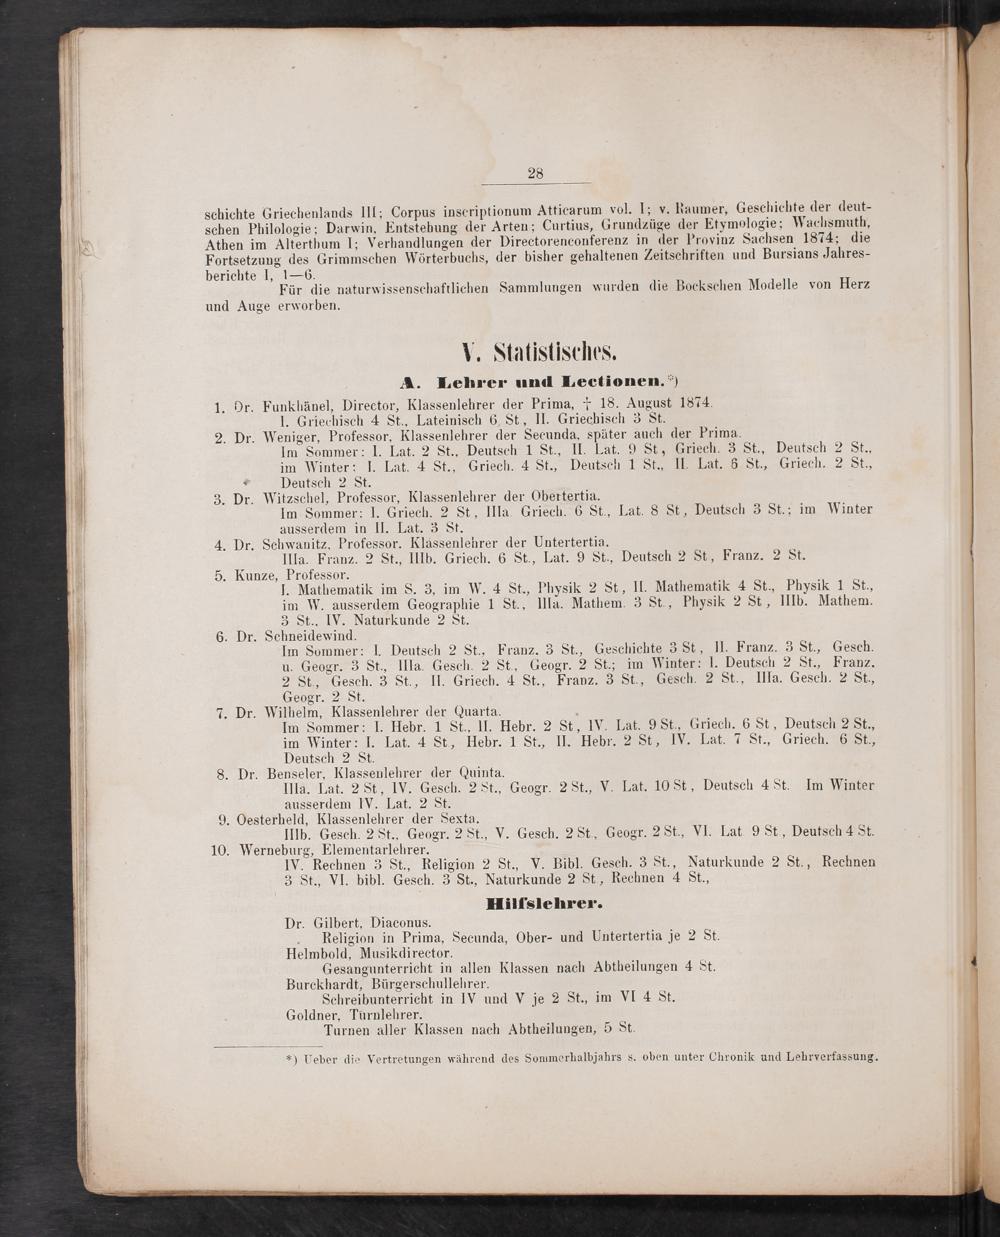 28
schichte Griechenlands III; Corpus inscriptionum Atticarum vol. I; v. Raumer, Geschichte der deut-
schen Philologie; Darwin, Entstehung der Arten; Curtius, Grundzüge der Etymologie; Wachsmuth,
Athen im Alterthum I; Verhandlungen der Directorenconferenz in der Provinz Sachsen 1874; die
Fortsetzung des Grimmschen Wörterbuchs, der bisher gehaltenen Zeitschriften und Bursians Jahres-
berichte I, 1—6.
Für die naturwissenschaftlichen Sammlungen wurden die Bockschen Modelle von Herz
und Auge erworben.
V. Statistisches.
A. Lehrer und Lectionen.*)
1. Dr. Funkhänel, Director, Klassenlehrer der Prima, † 18. August 1874.
I. Griechisch 4 St., Lateinisch 6 St., II. Griechisch 3 St.
2. Dr. Weniger, Professor, Klassenlehrer der Secunda, später auch der Prima.
Im Sommer: I. Lat. 2 St., Deutsch 1 St., II. Lat. 9 St., Griech. 3 St., Deutsch 2 St.,
im Winter: I. Lat. 4 St., Griech. 4 St., Deutsch 1 St., II. Lat. 8 St., Griech. 2 St.,
Deutsch 2 St.
3. Dr. Witzschel, Professor, Klassenlehrer der Obertertia.
Im Sommer: I. Griech. 2 St, IIIa. Griech. 6 St., Lat. 8 St, Deutsch 3 St.; im Winter
ausserdem in II. Lat. 3 St.
4. Dr. Schwanitz, Professor. Klassenlehrer der Untertertia.
IIIa. Franz. 2 St., IIIb. Griech. 6 St., Lat. 9 St., Deutsch 2 St, Franz. 2 St.
5. Kunze, Professor.
I. Mathematik im S. 3, im W. 4 St., Physik 2 St, II. Mathematik 4 St., Physik 1 St.,
im W. ausserdem Geographie 1 St., IIIa. Mathem. 3 St., Physik 2 St, IIIb. Mathem.
3 St., IV. Naturkunde 2 St.
6. Dr. Schneidewind.
Im Sommer: I. Deutsch 2 St., Franz. 3 St., Geschichte 3 St, II. Franz. 3 St., Gesch.
u. Geogr. 3 St., IIIa. Gesch. 2 St., Geogr. 2 St.; im Winter: I. Deutsch 2 St., Franz.
2 St, Gesch. 3 St., II. Griech. 4 St., Franz. 3 St., Gesch. 2 St., IIIa. Gesch. 2 St.,
Geogr. 2 St.
7. Dr. Wilhelm, Klassenlehrer der Quarta.
Im Sommer: I. Hebr. 1 St., II. Hebr. 2 St, IV. Lat. 9 St., Griech. 6 St, Deutsch 2 St.,
im Winter: I. Lat. 4 St, Hebr. 1 St., II. Hebr. 2 St, IV. Lat. 7 St., Griech. 6 St.,
Deutsch 2 St.
8. Dr. Benseler, Klassenlehrer der Quinta.
IIIa. Lat. 2 St, IV. Gesch. 2 St., Geogr. 2 St., V. Lat. 10 St, Deutsch 4 St. Im Winter
ausserdem IV. Lat. 2 St.
9. Oesterheld, Klassenlehrer der Sexta.
IIIb. Gesch. 2 St., Geogr. 2 St., V. Gesch. 2 St., Geogr. 2 St., VI. Lat 9 St, Deutsch 4 St.
10. Werneburg, Elementarlehrer.
IV. Rechnen 3 St., Religion 2 St., V. Bibl. Gesch. 3 St., Naturkunde 2 St., Rechnen
3 St., VI. bibl. Gesch. 3 St., Naturkunde 2 St, Rechnen 4 St.,
Hilfslehrer.
Dr. Gilbert, Diaconus.
Religion in Prima, Secunda, Ober- und Untertertia je 2 St.
Helmbold, Musikdirector.
Gesangunterricht in allen Klassen nach Abtheilungen 4 St.
Burckhardt, Bürgerschullehrer.
Schreibunterricht in IV und V je 2 St., im VI 4 St.
Goldner, Turnlehrer.
Turnen aller Klassen nach Abtheilungen, 5 St.
*) Ueber die Vertretungen während des Sommerhalbjahrs s. oben unter Chronik und Lehrverfassung.